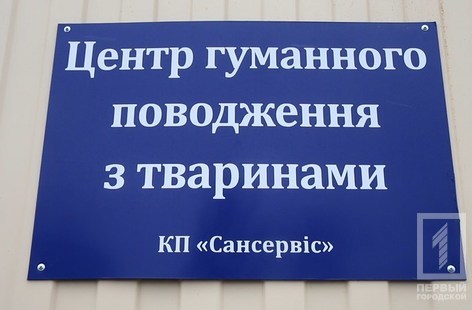 Центр гуманного
поводження
з тваринами
КП «Сансервіс»
ПЕРВЫЙ
ГОРОДСКОЙ